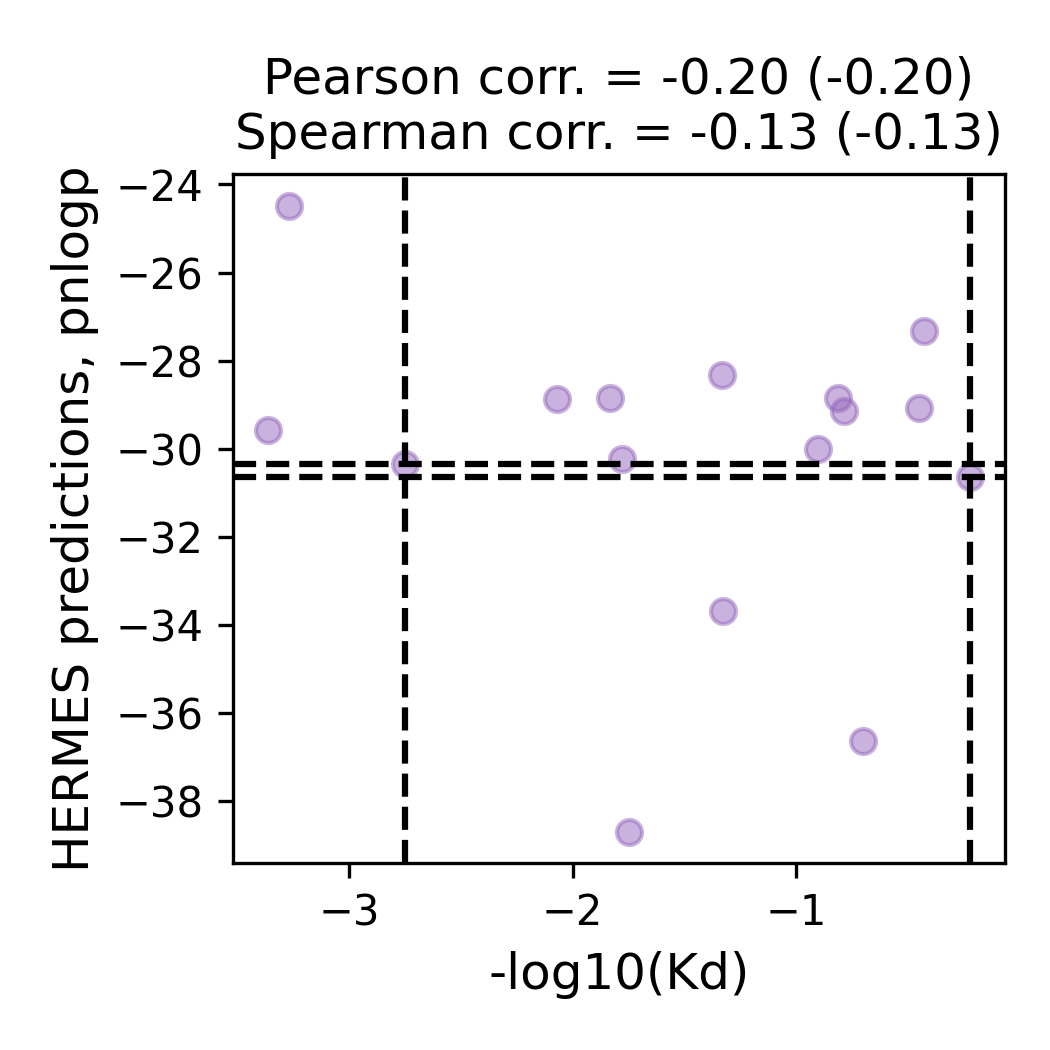 Pearson corr. = -0.20 (-0.20)
Spearman corr. = -0.13 (-0.13)
HERMES predictions, pnlogp
−24
−26
−28
−30
−32
−34
−36
−38
−3
−2
−1
-log10(Kd)